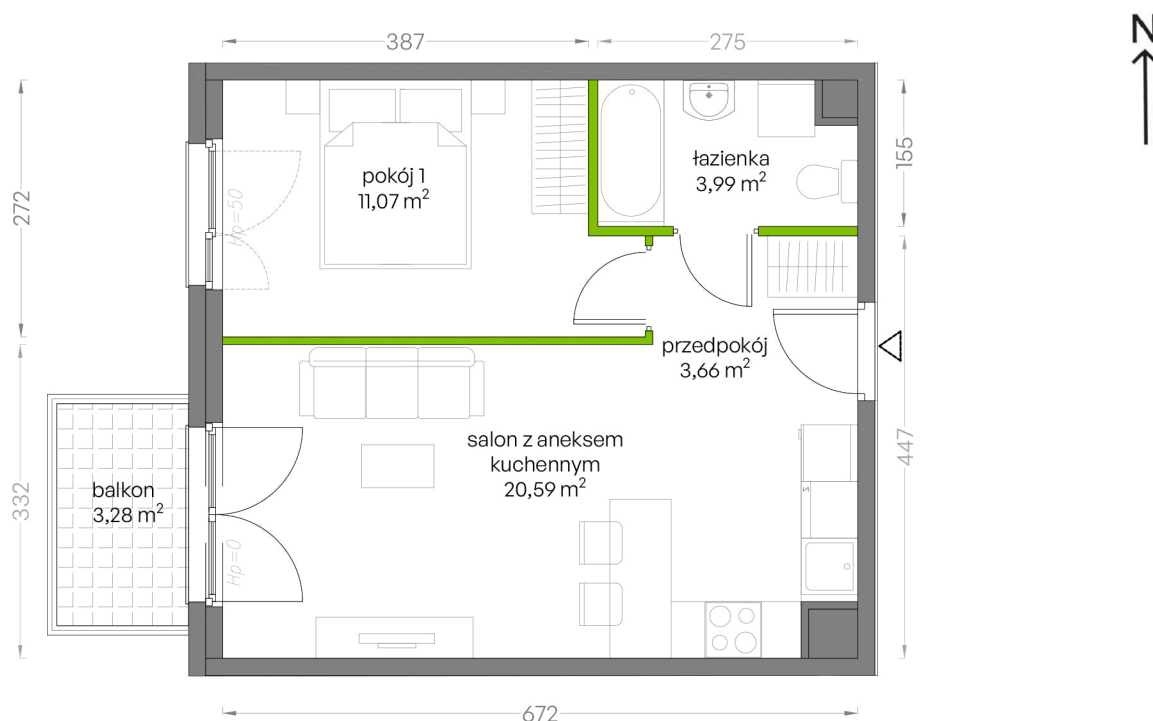 387
275
N
pokój 1
11,07 m²
łazienka
3,99 m²
155
272
Hp=50
przedpokój
3,66 m²
salon z aneksem
kuchennym
20,59 m²
447
balkon
3,28 m²
332
Hp=0
672